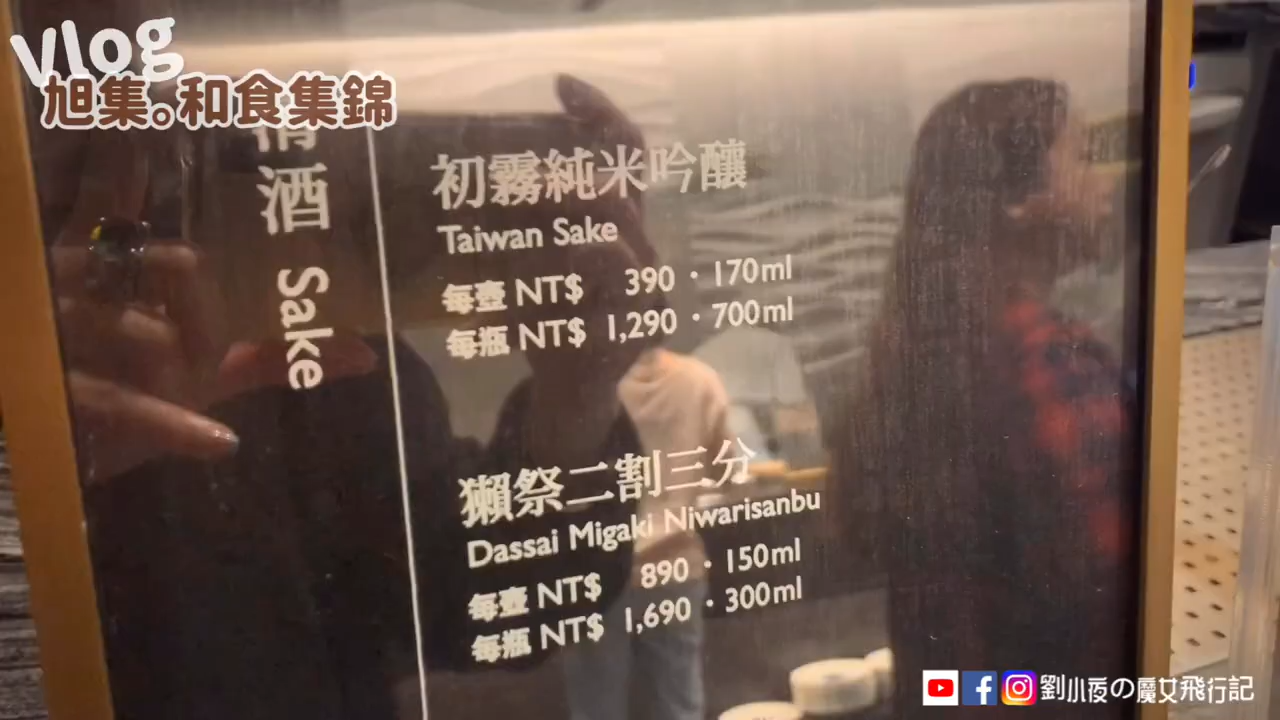 vlog
旭集。和食集錦
清酒 Sake
初霧純米吟釀
Taiwan Sake
每壺 NT$ 390・170ml
每瓶 NT$ 1,290・700ml
獺祭二割三分
Dassai Migaki Niwarisanbu
每壺 NT$ 890・150ml
每瓶 NT$ 1,690・300ml
劉小夜の魔女飛行記